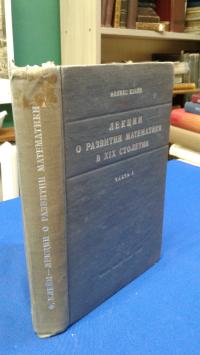 ФЕЛИКС КЛЕЙН
ЛЕКЦИИ
О РАЗВИТИИ МАТЕМАТИКИ
В XIX СТОЛЕТИИ
ЧАСТЬ I
Ф. КЛЕЙН — ЛЕКЦИИ О РАЗВИТИИ МАТЕМАТИКИ